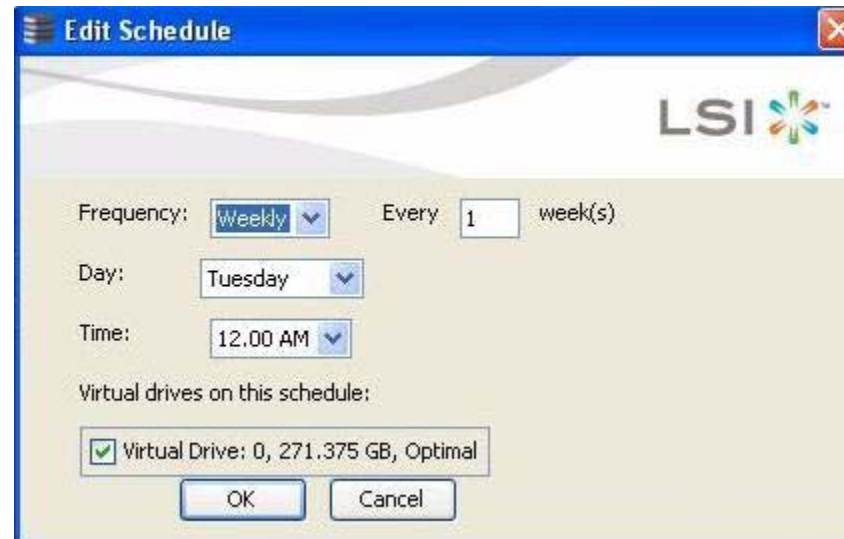 Edit Schedule
LSI™
Frequency: Weekly Every 1 week(s)
Day: Tuesday
Time: 12.00 AM
Virtual drives on this schedule:
Virtual Drive: 0, 271.375 GB, Optimal
OK Cancel